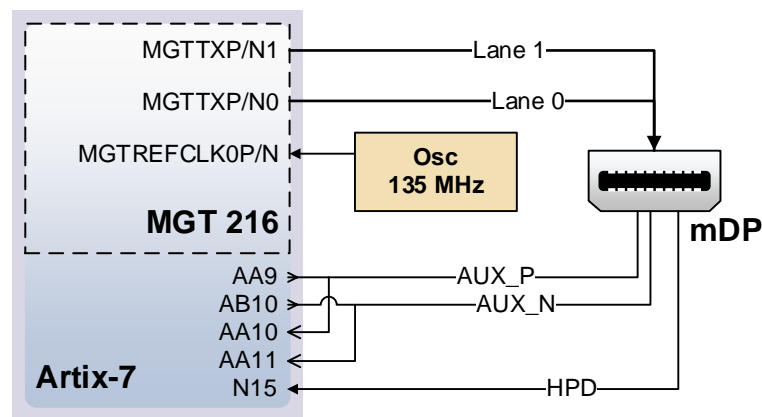 MGTTXP/N1
Lane 1
MGTTXP/N0
Lane 0
MGTREFCLK0P/N
Osc
135 MHz
MGT 216
mDP
AA9
AUX_P
AB10
AUX_N
AA10
AA11
Artix-7
N15
HPD